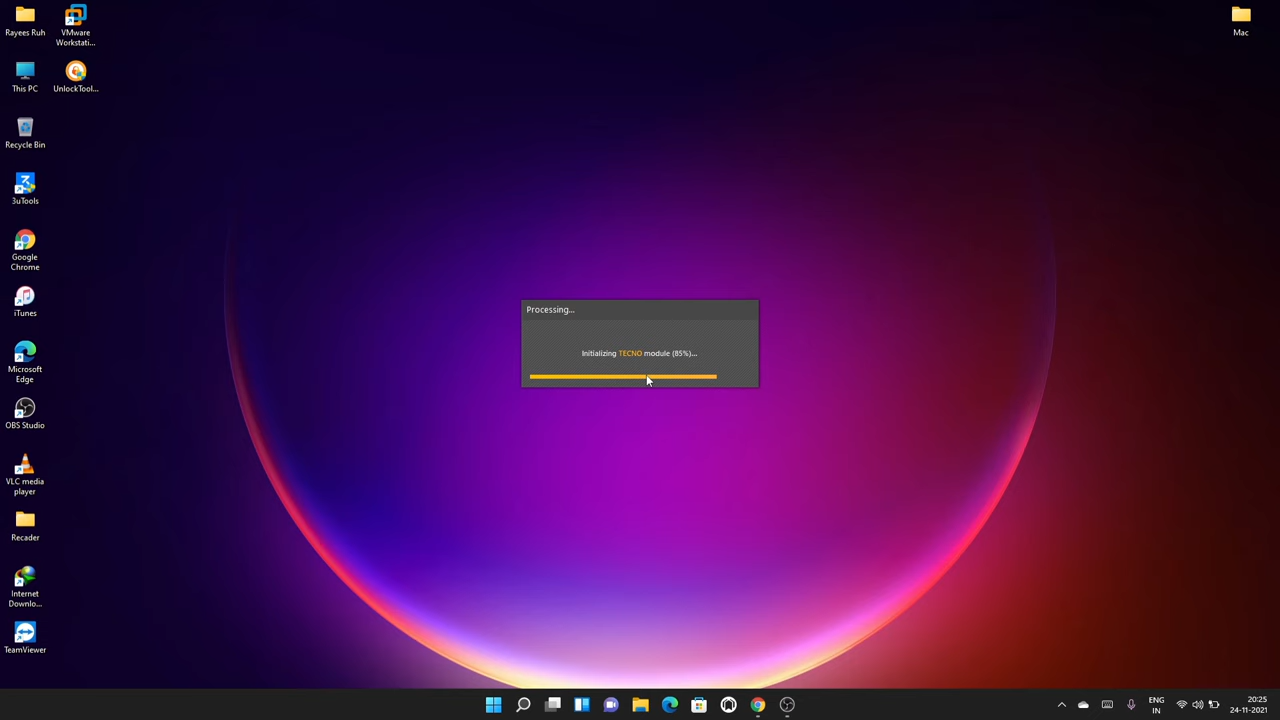 Rayees Ruh
VMware
Workstati...
Mac
This PC
UnlockTool...
Recycle Bin
3uTools
Google
Chrome
iTunes
Microsoft
Edge
OBS Studio
VLC media
player
Recader
Internet
Downlo...
TeamViewer
Processing...
Initializing TECNO module (85%)...
ENG
IN
20:25
24-11-2021